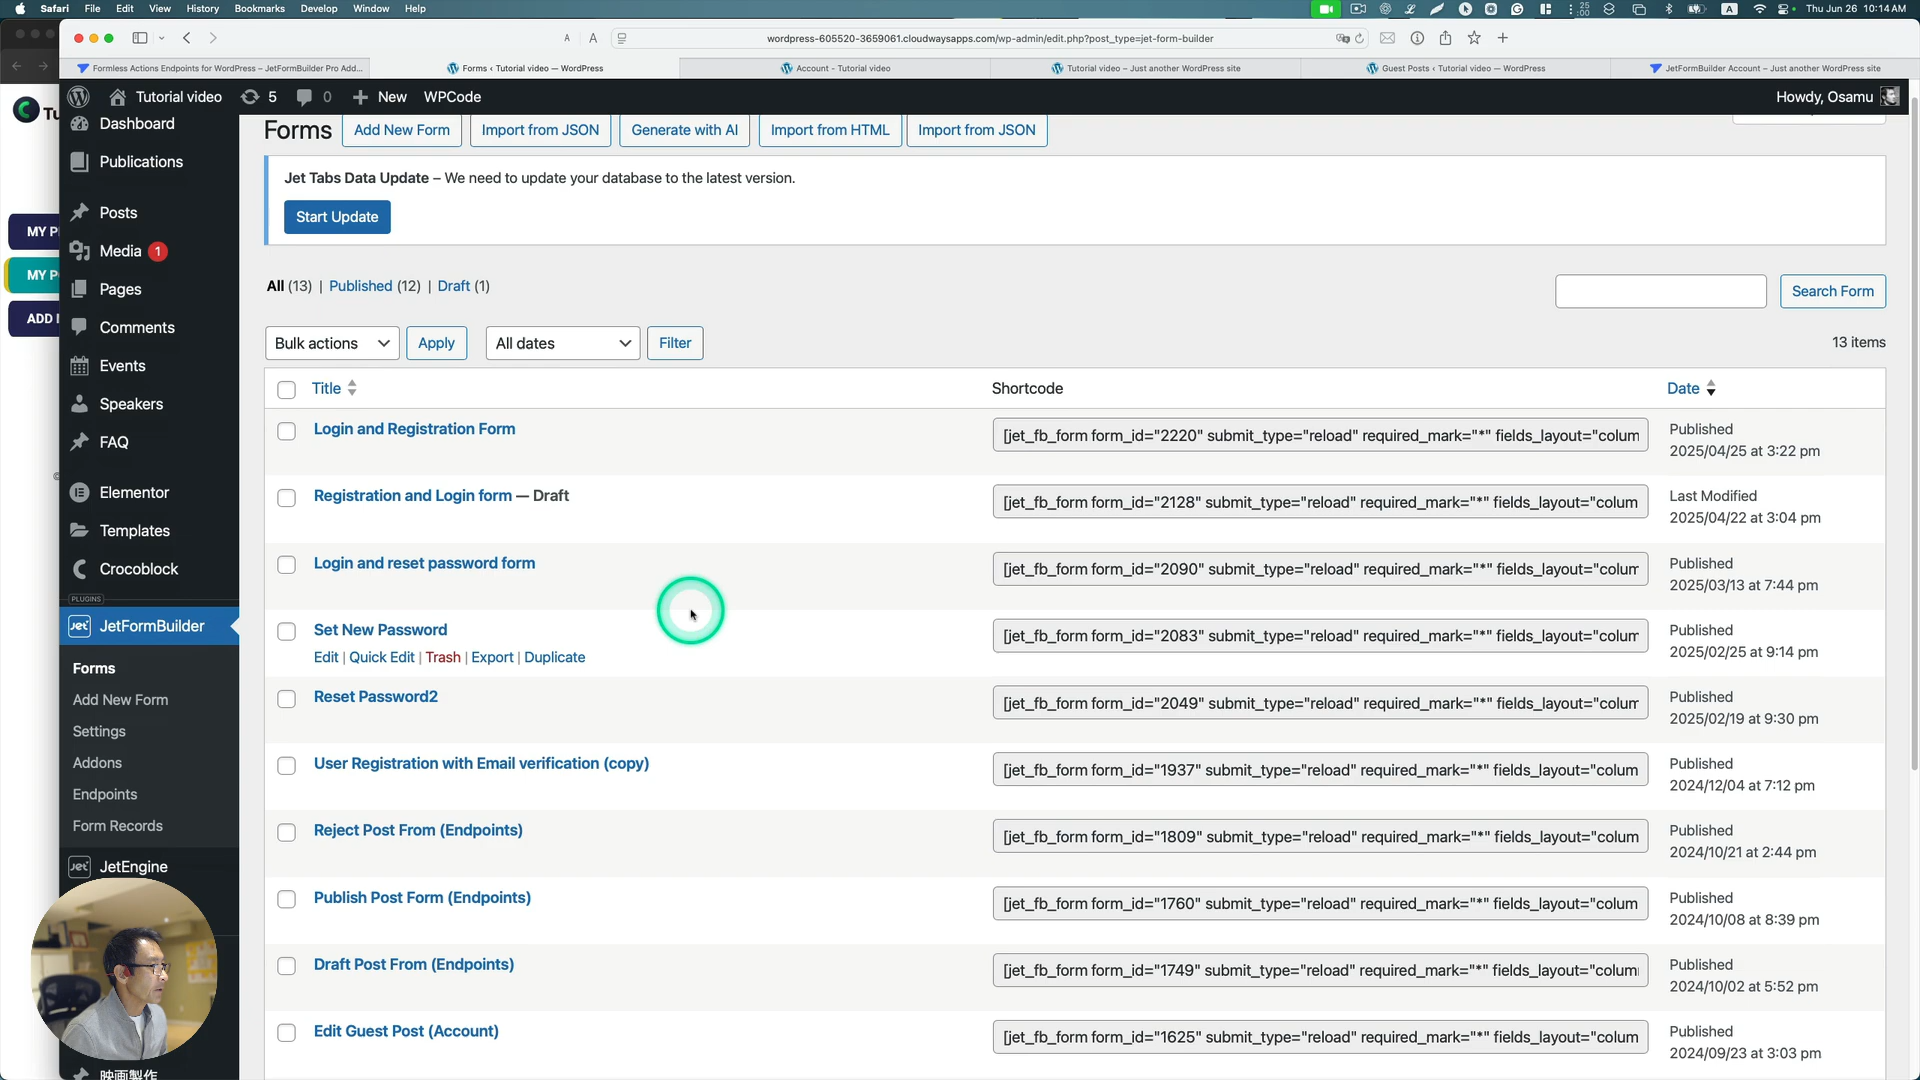 Safari File Edit View History Bookmarks Develop Window Help
25
:00
A
Thu Jun 26 10:14 AM
A A
wordpress-605520-3659061.cloudwaysapps.com/wp-admin/edit.php?post_type=jet-form-builder
Formless Actions Endpoints for WordPress – JetFormBuilder Pro Add...
Forms ‹ Tutorial video — WordPress
Account - Tutorial video
Tutorial video – Just another WordPress site
Guest Posts ‹ Tutorial video — WordPress
JetFormBuilder Account – Just another WordPress site
Tutorial video 5 0 New WPCode
Howdy, Osamu
MY P
MY P
ADD
Dashboard
Publications
Posts
Media 1
Pages
Comments
Events
Speakers
FAQ
Elementor
Templates
Crocoblock
PLUGINS
Jet JetFormBuilder
Forms
Add New Form
Settings
Addons
Endpoints
Form Records
Jet JetEngine
映画製作
Forms Add New Form Import from JSON Generate with AI Import from HTML Import from JSON
Jet Tabs Data Update – We need to update your database to the latest version.
Start Update
All (13) | Published (12) | Draft (1)
Search Form
Bulk actions Apply All dates Filter
13 items
Title Shortcode Date
Login and Registration Form [jet_fb_form form_id="2220" submit_type="reload" required_mark="*" fields_layout="colum Published
2025/04/25 at 3:22 pm
Registration and Login form — Draft [jet_fb_form form_id="2128" submit_type="reload" required_mark="*" fields_layout="colum Last Modified
2025/04/22 at 3:04 pm
Login and reset password form [jet_fb_form form_id="2090" submit_type="reload" required_mark="*" fields_layout="colum Published
2025/03/13 at 7:44 pm
Set New Password [jet_fb_form form_id="2083" submit_type="reload" required_mark="*" fields_layout="colum Published
Edit | Quick Edit | Trash | Export | Duplicate 2025/02/25 at 9:14 pm
Reset Password2 [jet_fb_form form_id="2049" submit_type="reload" required_mark="*" fields_layout="colum Published
2025/02/19 at 9:30 pm
User Registration with Email verification (copy) [jet_fb_form form_id="1937" submit_type="reload" required_mark="*" fields_layout="colum Published
2024/12/04 at 7:12 pm
Reject Post From (Endpoints) [jet_fb_form form_id="1809" submit_type="reload" required_mark="*" fields_layout="colum Published
2024/10/21 at 2:44 pm
Publish Post Form (Endpoints) [jet_fb_form form_id="1760" submit_type="reload" required_mark="*" fields_layout="colum Published
2024/10/08 at 8:39 pm
Draft Post From (Endpoints) [jet_fb_form form_id="1749" submit_type="reload" required_mark="*" fields_layout="column Published
2024/10/02 at 5:52 pm
Edit Guest Post (Account) [jet_fb_form form_id="1625" submit_type="reload" required_mark="*" fields_layout="colum Published
2024/09/23 at 3:03 pm